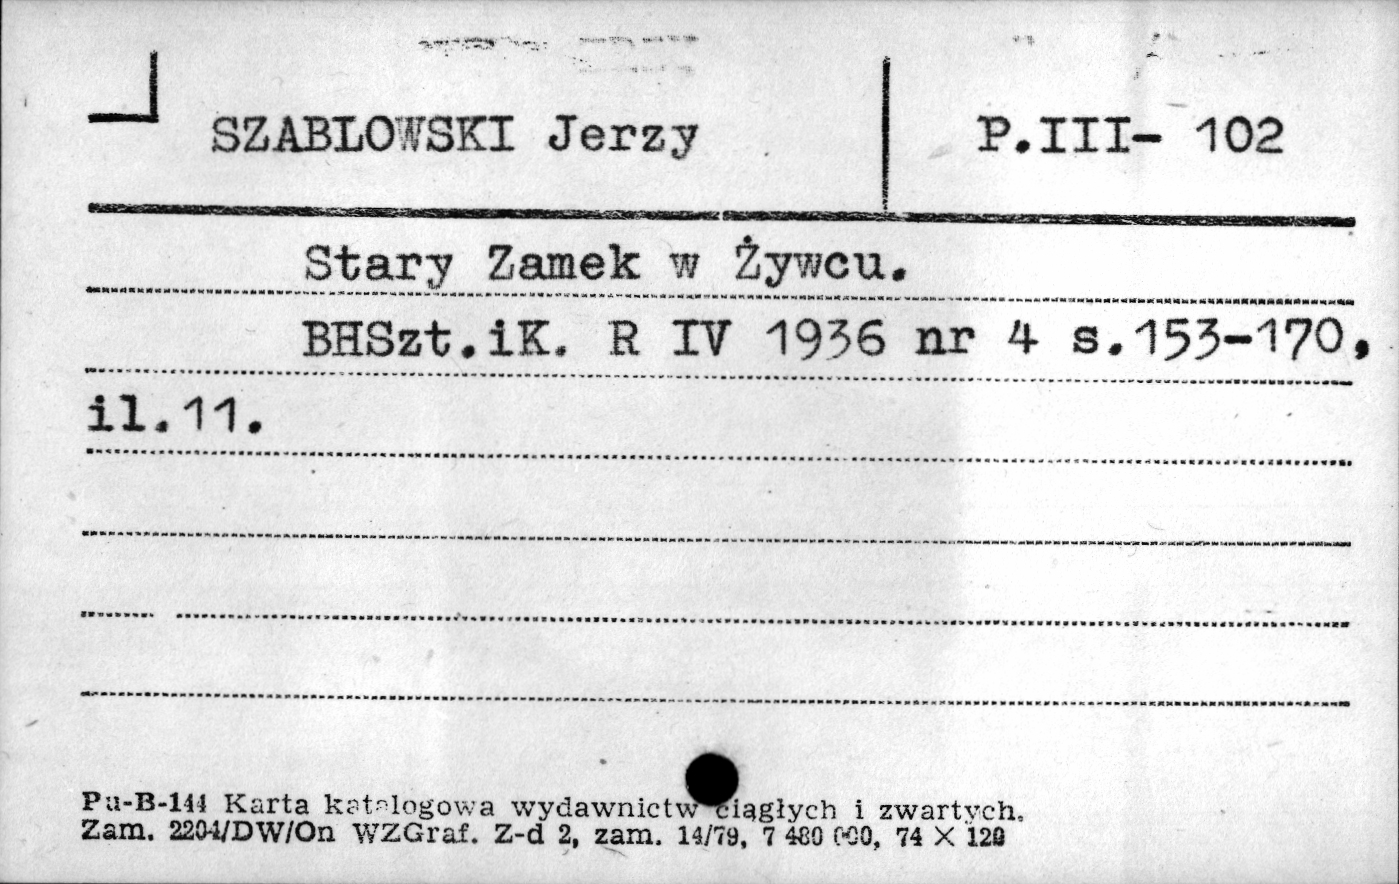 SZABLOWSKI Jerzy
P.III- 102
Stary Zamek w Żywcu.
BHSzt.iK. R IV 1936 nr 4 s.153-170,
il.11.
Pu-B-144 Karta katalogowa wydawnictw ciągłych i zwartych.
Zam. 2204/DW/On WZGraf. Z-d 2, zam. 14/79, 7 480 000, 74 X 120